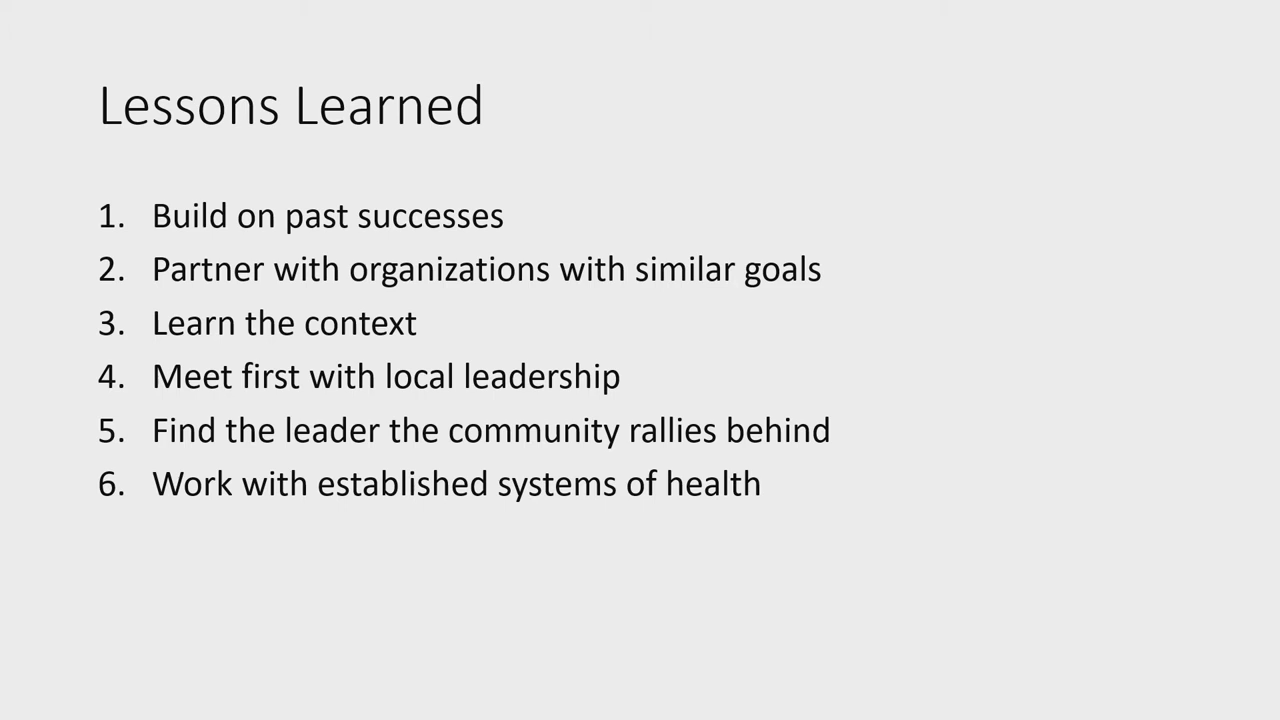 Lessons Learned
1. Build on past successes
2. Partner with organizations with similar goals
3. Learn the context
4. Meet first with local leadership
5. Find the leader the community rallies behind
6. Work with established systems of health